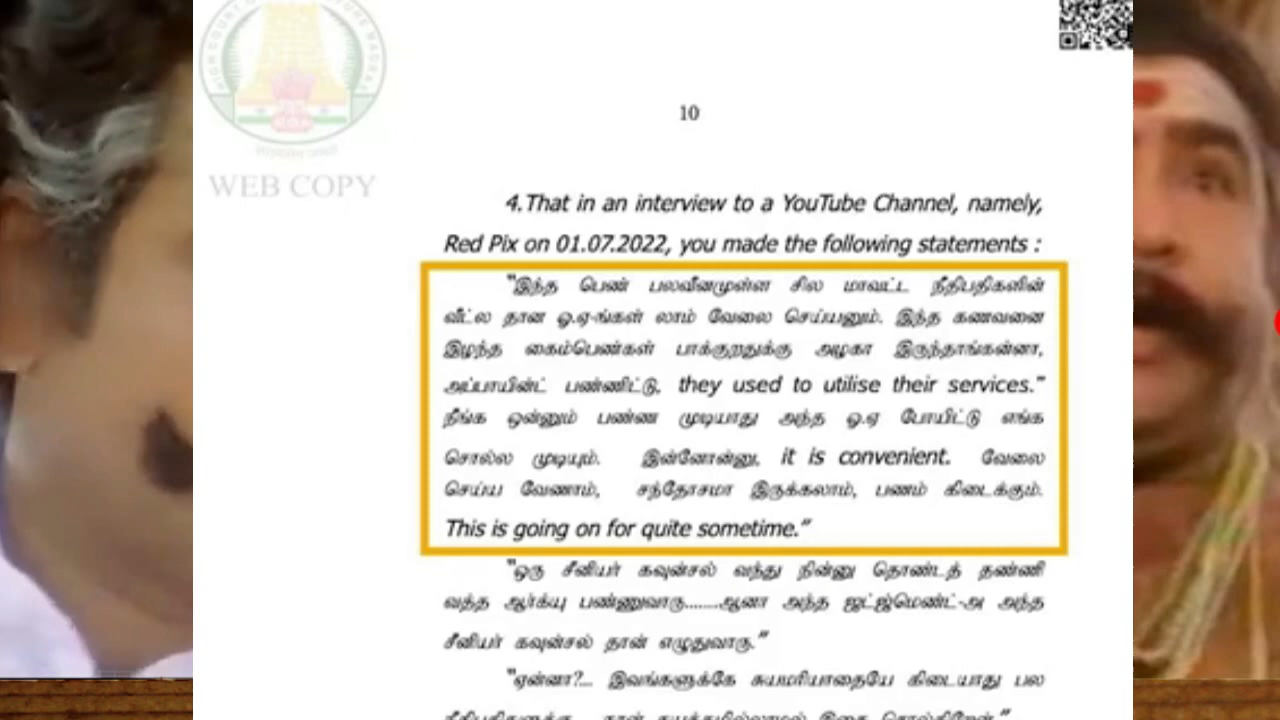 WEB COPY
10
4.That in an interview to a YouTube Channel, namely,
Red Pix on 01.07.2022, you made the following statements :
"இந்த பெண் பலவீனமுள்ள சில மாவட்ட நீதிபதிகளின்
வீட்ல தான ஓ.ஏ-ங்கள் லாம் வேலை செய்யனும். இந்த கணவனை
இழந்த கைம்பெண்கள் பாக்குறதுக்கு அழகா இருந்தாங்கன்னா,
அப்பாயின்ட் பண்ணிட்டு, they used to utilise their services."
நீங்க ஒன்னும் பண்ண முடியாது அந்த ஓ.ஏ போயிட்டு எங்க
சொல்ல முடியும். இன்னோன்னு, it is convenient. வேலை
செய்ய வேணாம், சந்தோசமா இருக்கலாம், பணம் கிடைக்கும்.
This is going on for quite sometime."
"ஒரு சீனியர் கவுன்சல் வந்து நின்னு தொண்டத் தண்ணி
வத்த ஆர்க்யு பண்ணுவாரு.......ஆனா அந்த ஜட்ஜ்மெண்ட்-அ அந்த
சீனியர் கவுன்சல் தான் எழுதுவாரு."
"ஏன்னா?... இவங்களுக்கே சுயமரியாதையே கிடையாது பல